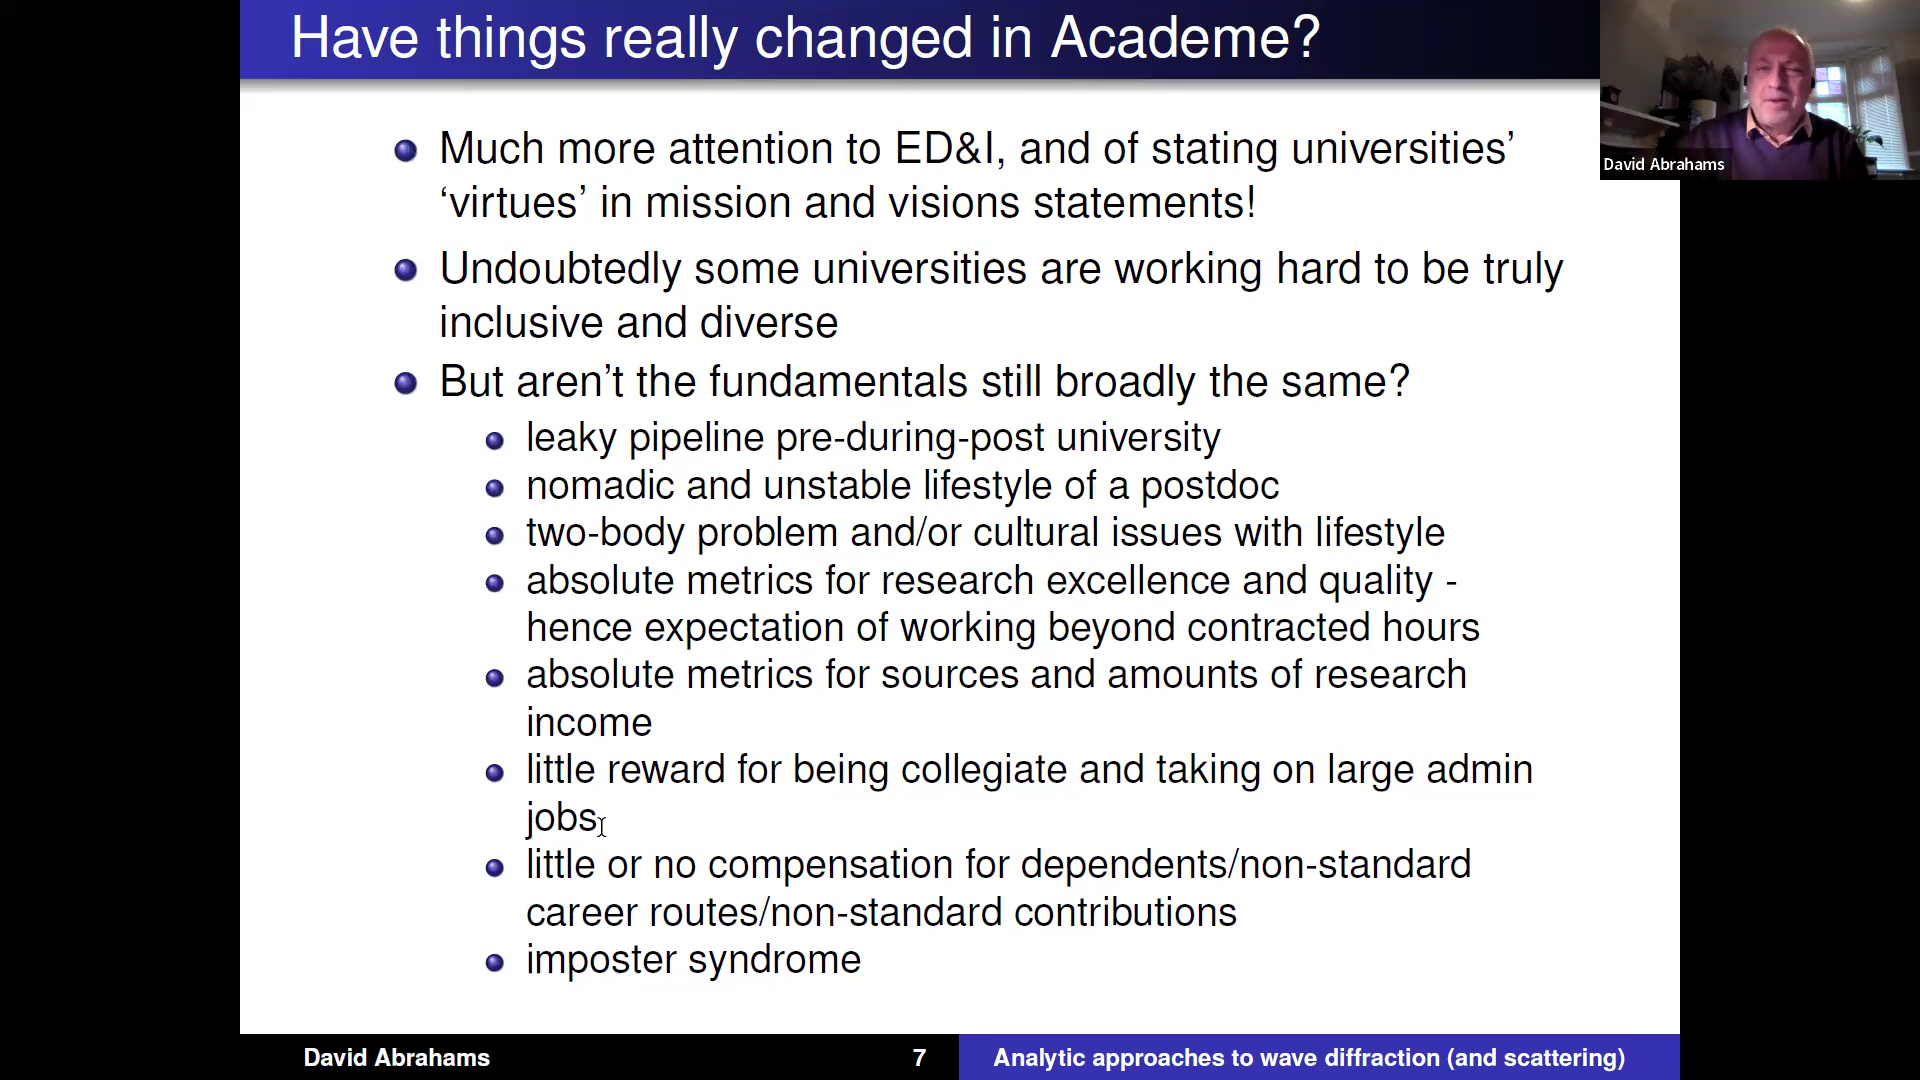 Have things really changed in Academe?
David Abrahams
Much more attention to ED&I, and of stating universities’
‘virtues’ in mission and visions statements!
Undoubtedly some universities are working hard to be truly
inclusive and diverse
But aren’t the fundamentals still broadly the same?
leaky pipeline pre-during-post university
nomadic and unstable lifestyle of a postdoc
two-body problem and/or cultural issues with lifestyle
absolute metrics for research excellence and quality -
hence expectation of working beyond contracted hours
absolute metrics for sources and amounts of research
income
little reward for being collegiate and taking on large admin
jobs
little or no compensation for dependents/non-standard
career routes/non-standard contributions
imposter syndrome
David Abrahams 7 Analytic approaches to wave diffraction (and scattering)